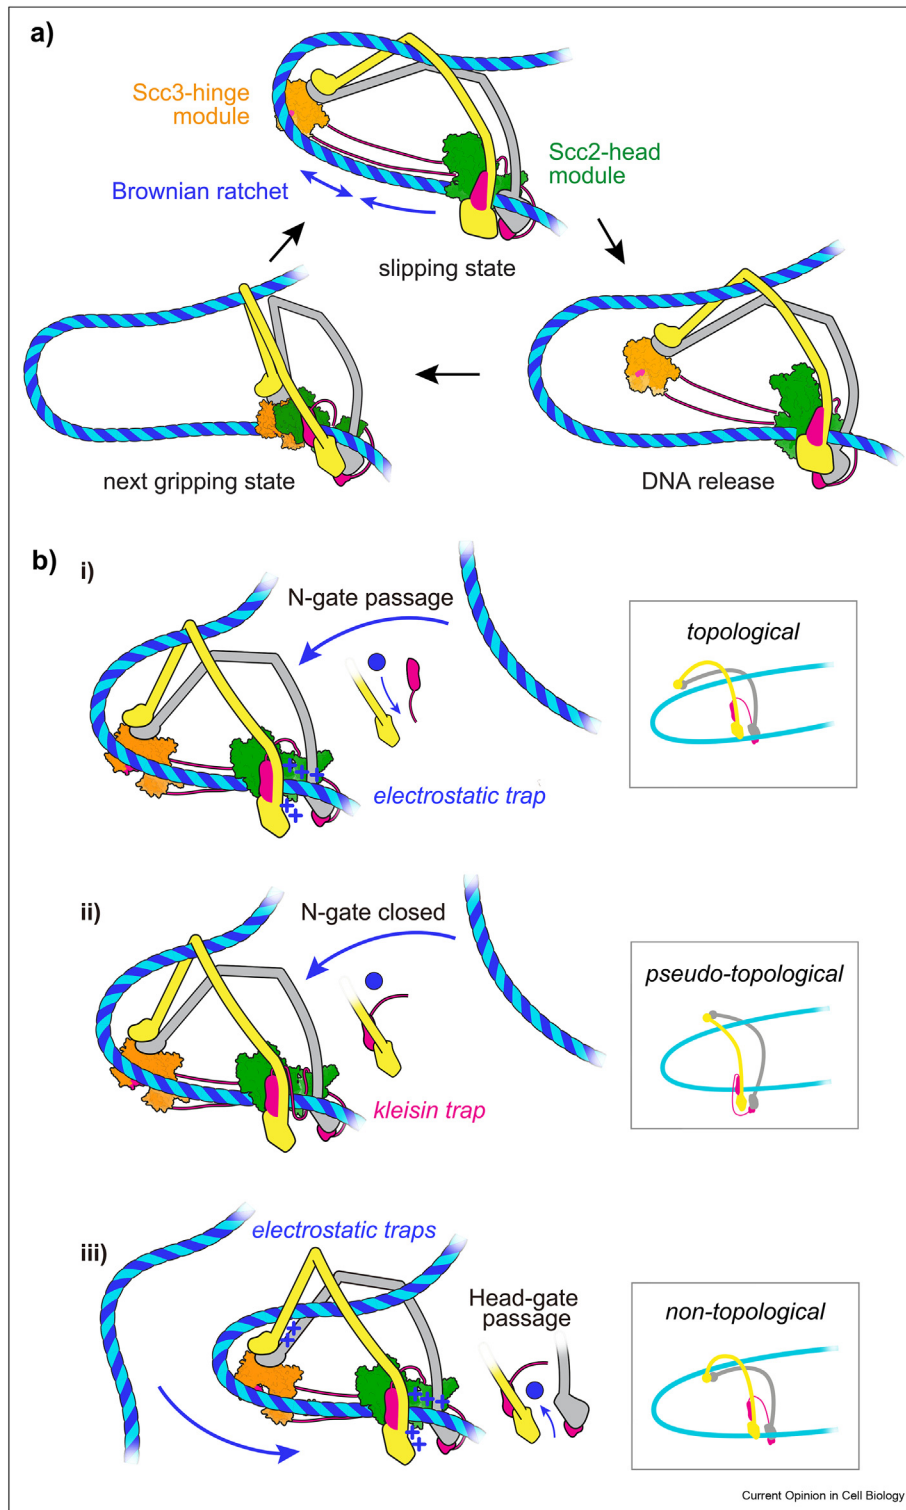 a)
Scc3-hinge
module
Scc2-head
module
Brownian ratchet
slipping state
next gripping state
DNA release
b)
i)
N-gate passage
topological
electrostatic trap
ii)
N-gate closed
pseudo-topological
kleisin trap
iii)
electrostatic traps
Head-gate
passage
non-topological
Current Opinion in Cell Biology